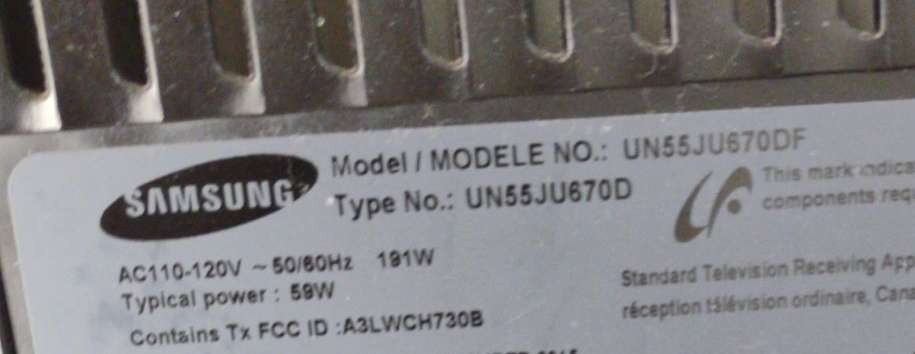 SAMSUNG
Model / MODELE NO.: UN55JU670DF
Type No.: UN55JU670D
AC110-120V ~ 50/60Hz 191W
Typical power : 59W
Contains Tx FCC ID :A3LWCH730B
This mark indica
components req
Standard Television Receiving App
réception télévision ordinaire, Cana